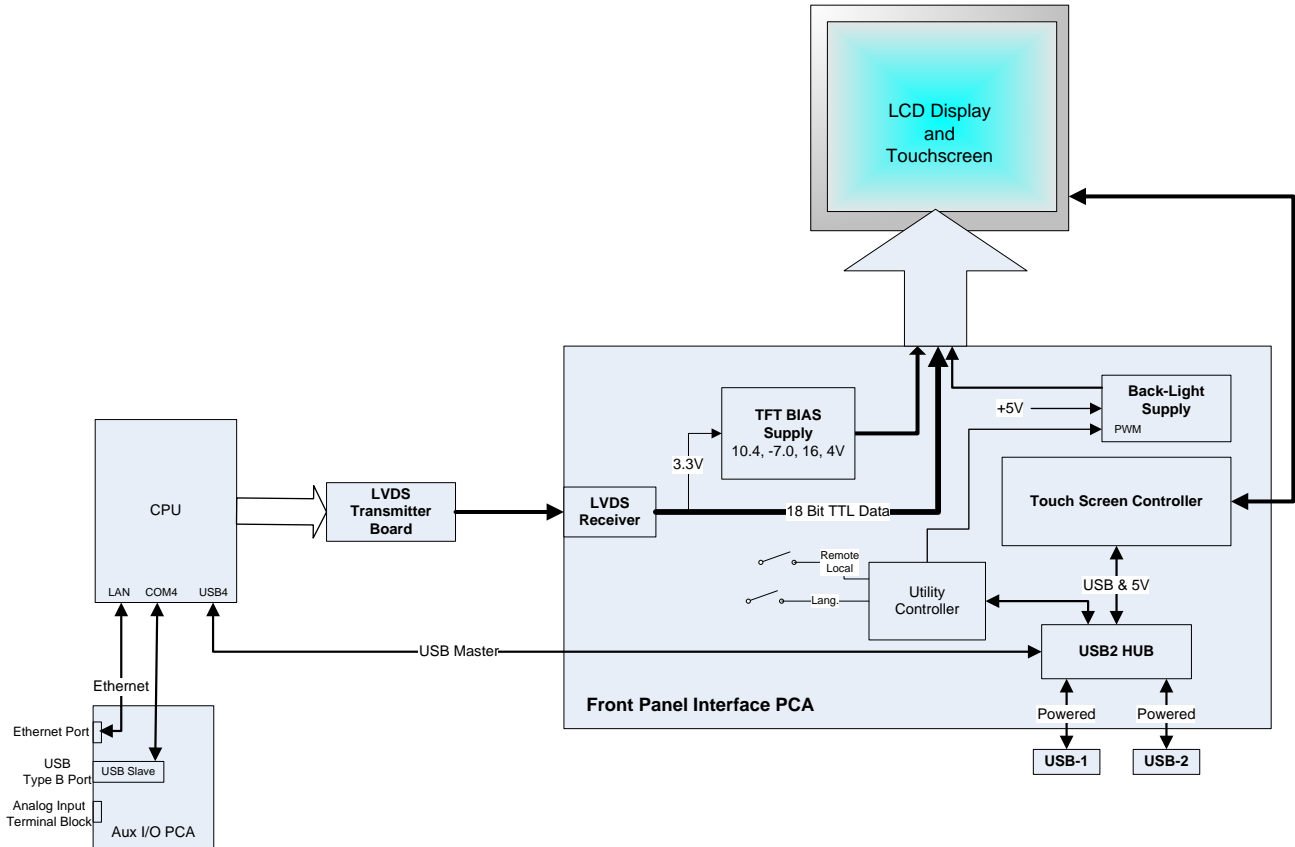 LCD Display
and
Touchscreen
Back-Light
Supply
PWM
+5V
TFT BIAS
Supply
10.4, -7.0, 16, 4V
3.3V
CPU
LAN
COM4
USB4
LVDS
Transmitter
Board
LVDS
Receiver
18 Bit TTL Data
Touch Screen Controller
Remote
Local
Lang.
Utility
Controller
USB & 5V
USB2 HUB
USB Master
Ethernet
Front Panel Interface PCA
Powered
Powered
USB-1
USB-2
Ethernet Port
USB
Type B Port
USB Slave
Analog Input
Terminal Block
Aux I/O PCA